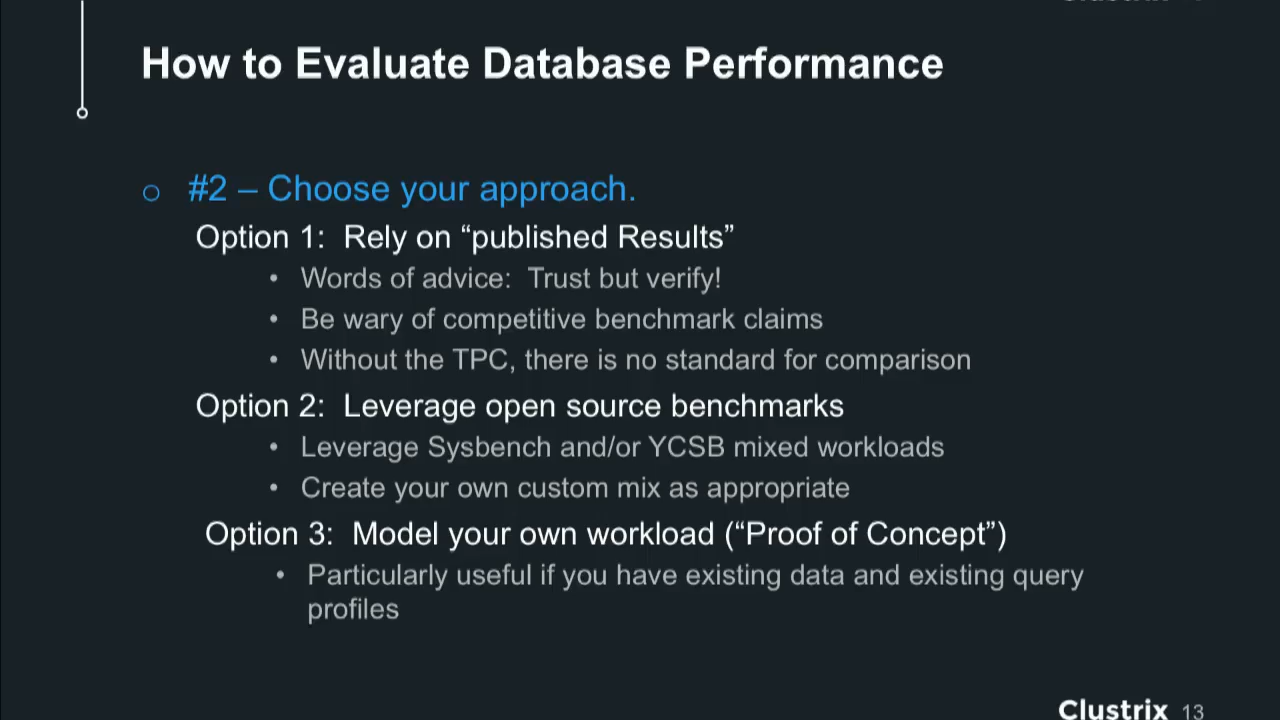 How to Evaluate Database Performance
#2 – Choose your approach.
Option 1: Rely on “published Results”
• Words of advice: Trust but verify!
• Be wary of competitive benchmark claims
• Without the TPC, there is no standard for comparison
Option 2: Leverage open source benchmarks
• Leverage Sysbench and/or YCSB mixed workloads
• Create your own custom mix as appropriate
Option 3: Model your own workload (“Proof of Concept”)
• Particularly useful if you have existing data and existing query
profiles
Clustrix 13